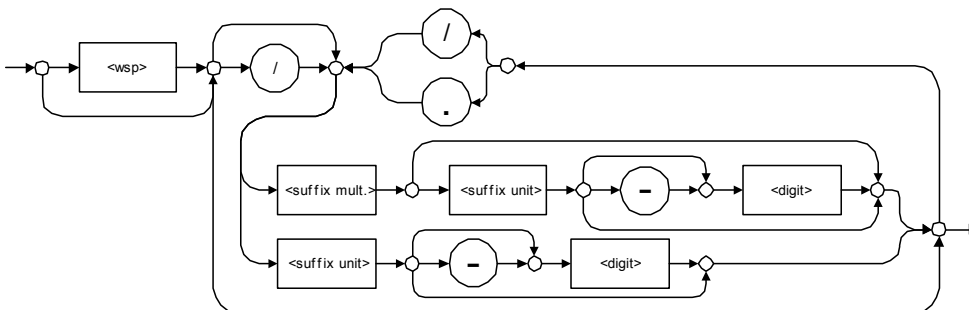 /
<wsp>
/
.
<suffix mult.>
<suffix unit>
-
<digit>
<suffix unit>
-
<digit>